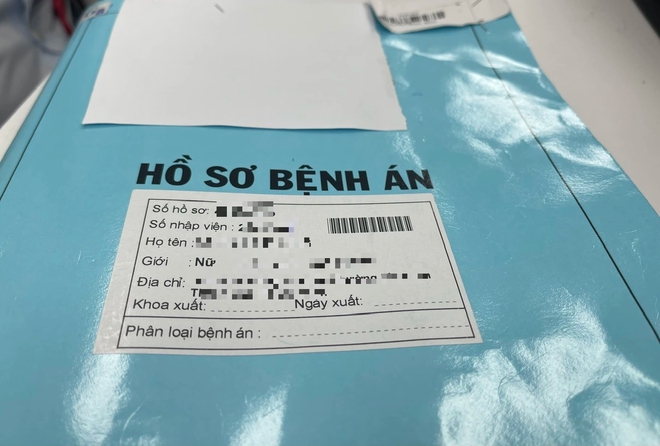 HỒ SƠ BỆNH ÁN
Số hồ sơ:
Số nhập viện :
Họ tên :
Giới : Nữ
Địa chỉ:
Khoa xuất: Ngày xuất:
Phân loại bệnh án :